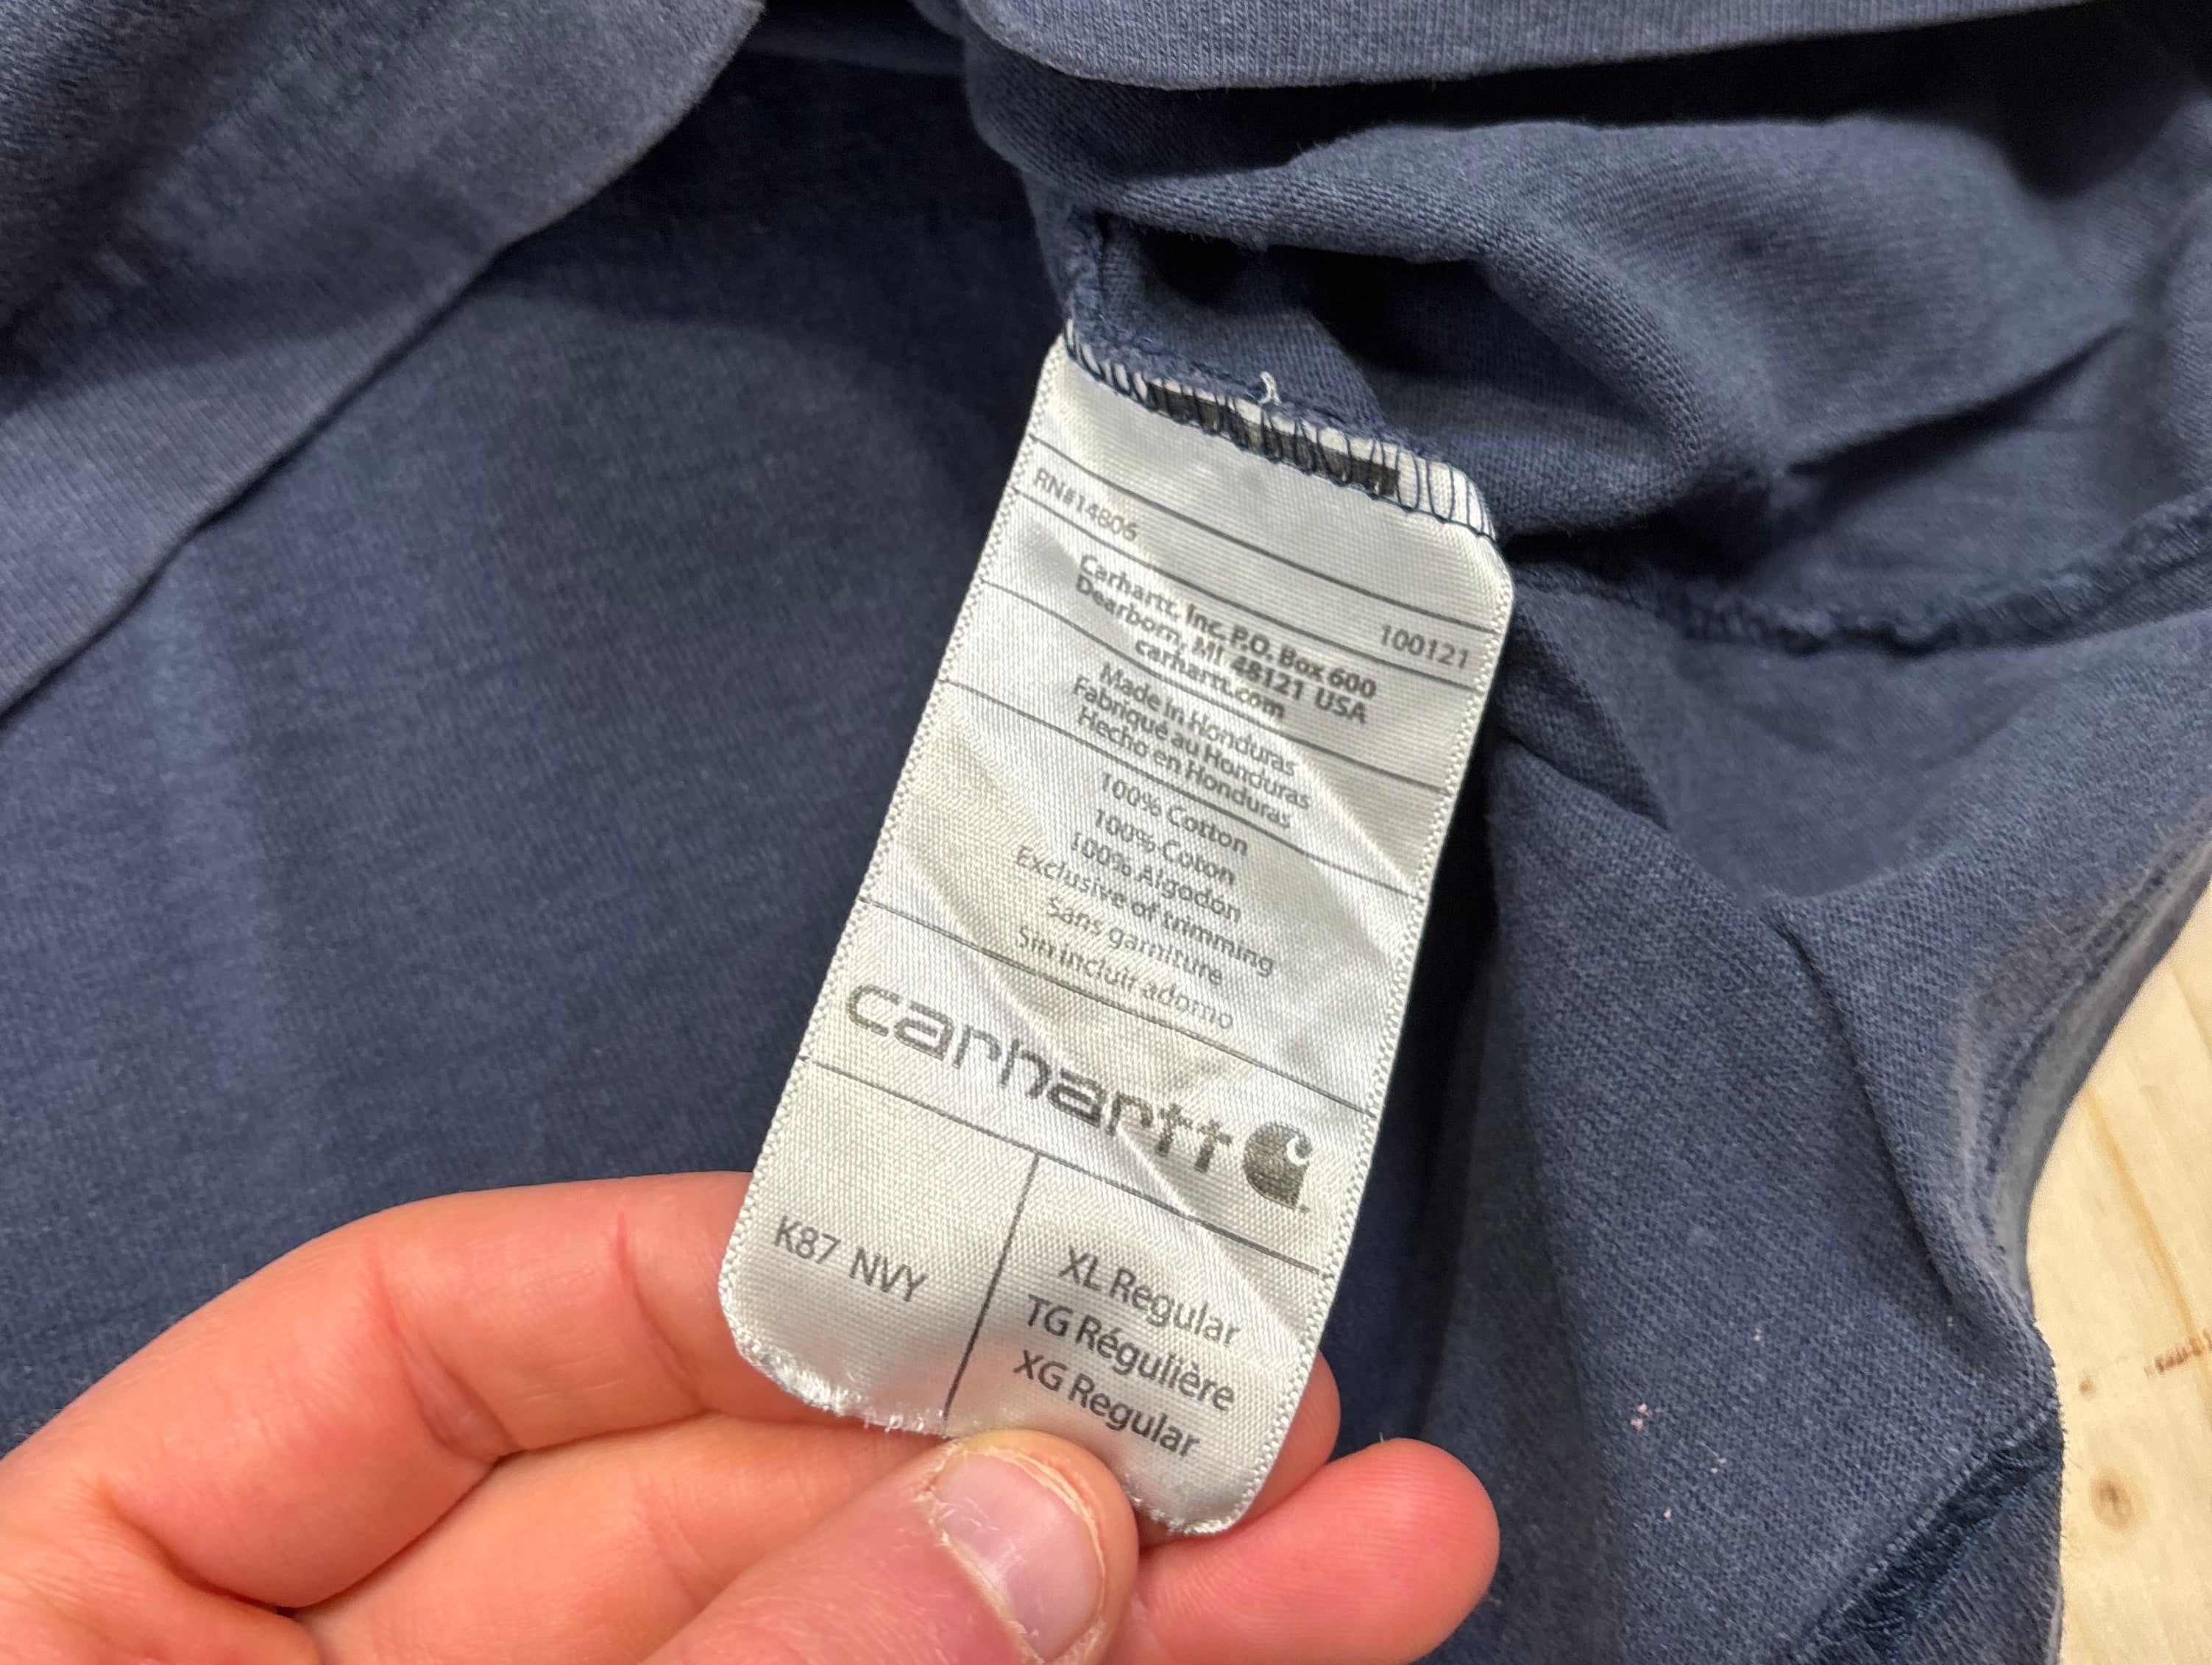 RN#14806
100121
Carhartt, Inc. P.O. Box 600
Dearborn, MI 48121 USA
carhartt.com
Made in Honduras
Fabriqué au Honduras
Hecho en Honduras
100% Cotton
100% Coton
100% Algodon
Exclusive of trimming
Sans garniture
Sin incluir adorno
carhartt
K87 NVY
XL Regular
TG Régulière
XG Regular